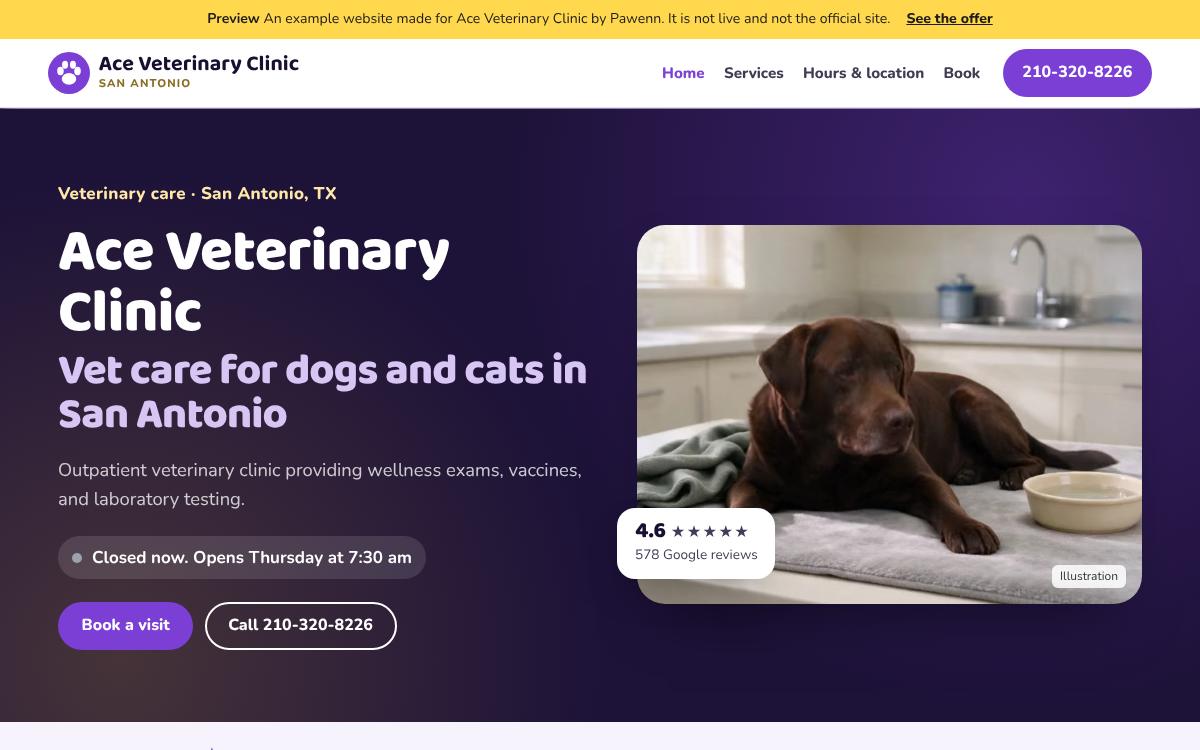 Preview An example website made for Ace Veterinary Clinic by Pawenn. It is not live and not the official site. See the offer
Ace Veterinary Clinic
SAN ANTONIO
Home Services Hours & location Book 210-320-8226
Veterinary care · San Antonio, TX
Ace Veterinary
Clinic
Vet care for dogs and cats in
San Antonio
Outpatient veterinary clinic providing wellness exams, vaccines,
and laboratory testing.
Closed now. Opens Thursday at 7:30 am
Book a visit Call 210-320-8226
4.6 ★★★★★
578 Google reviews
Illustration